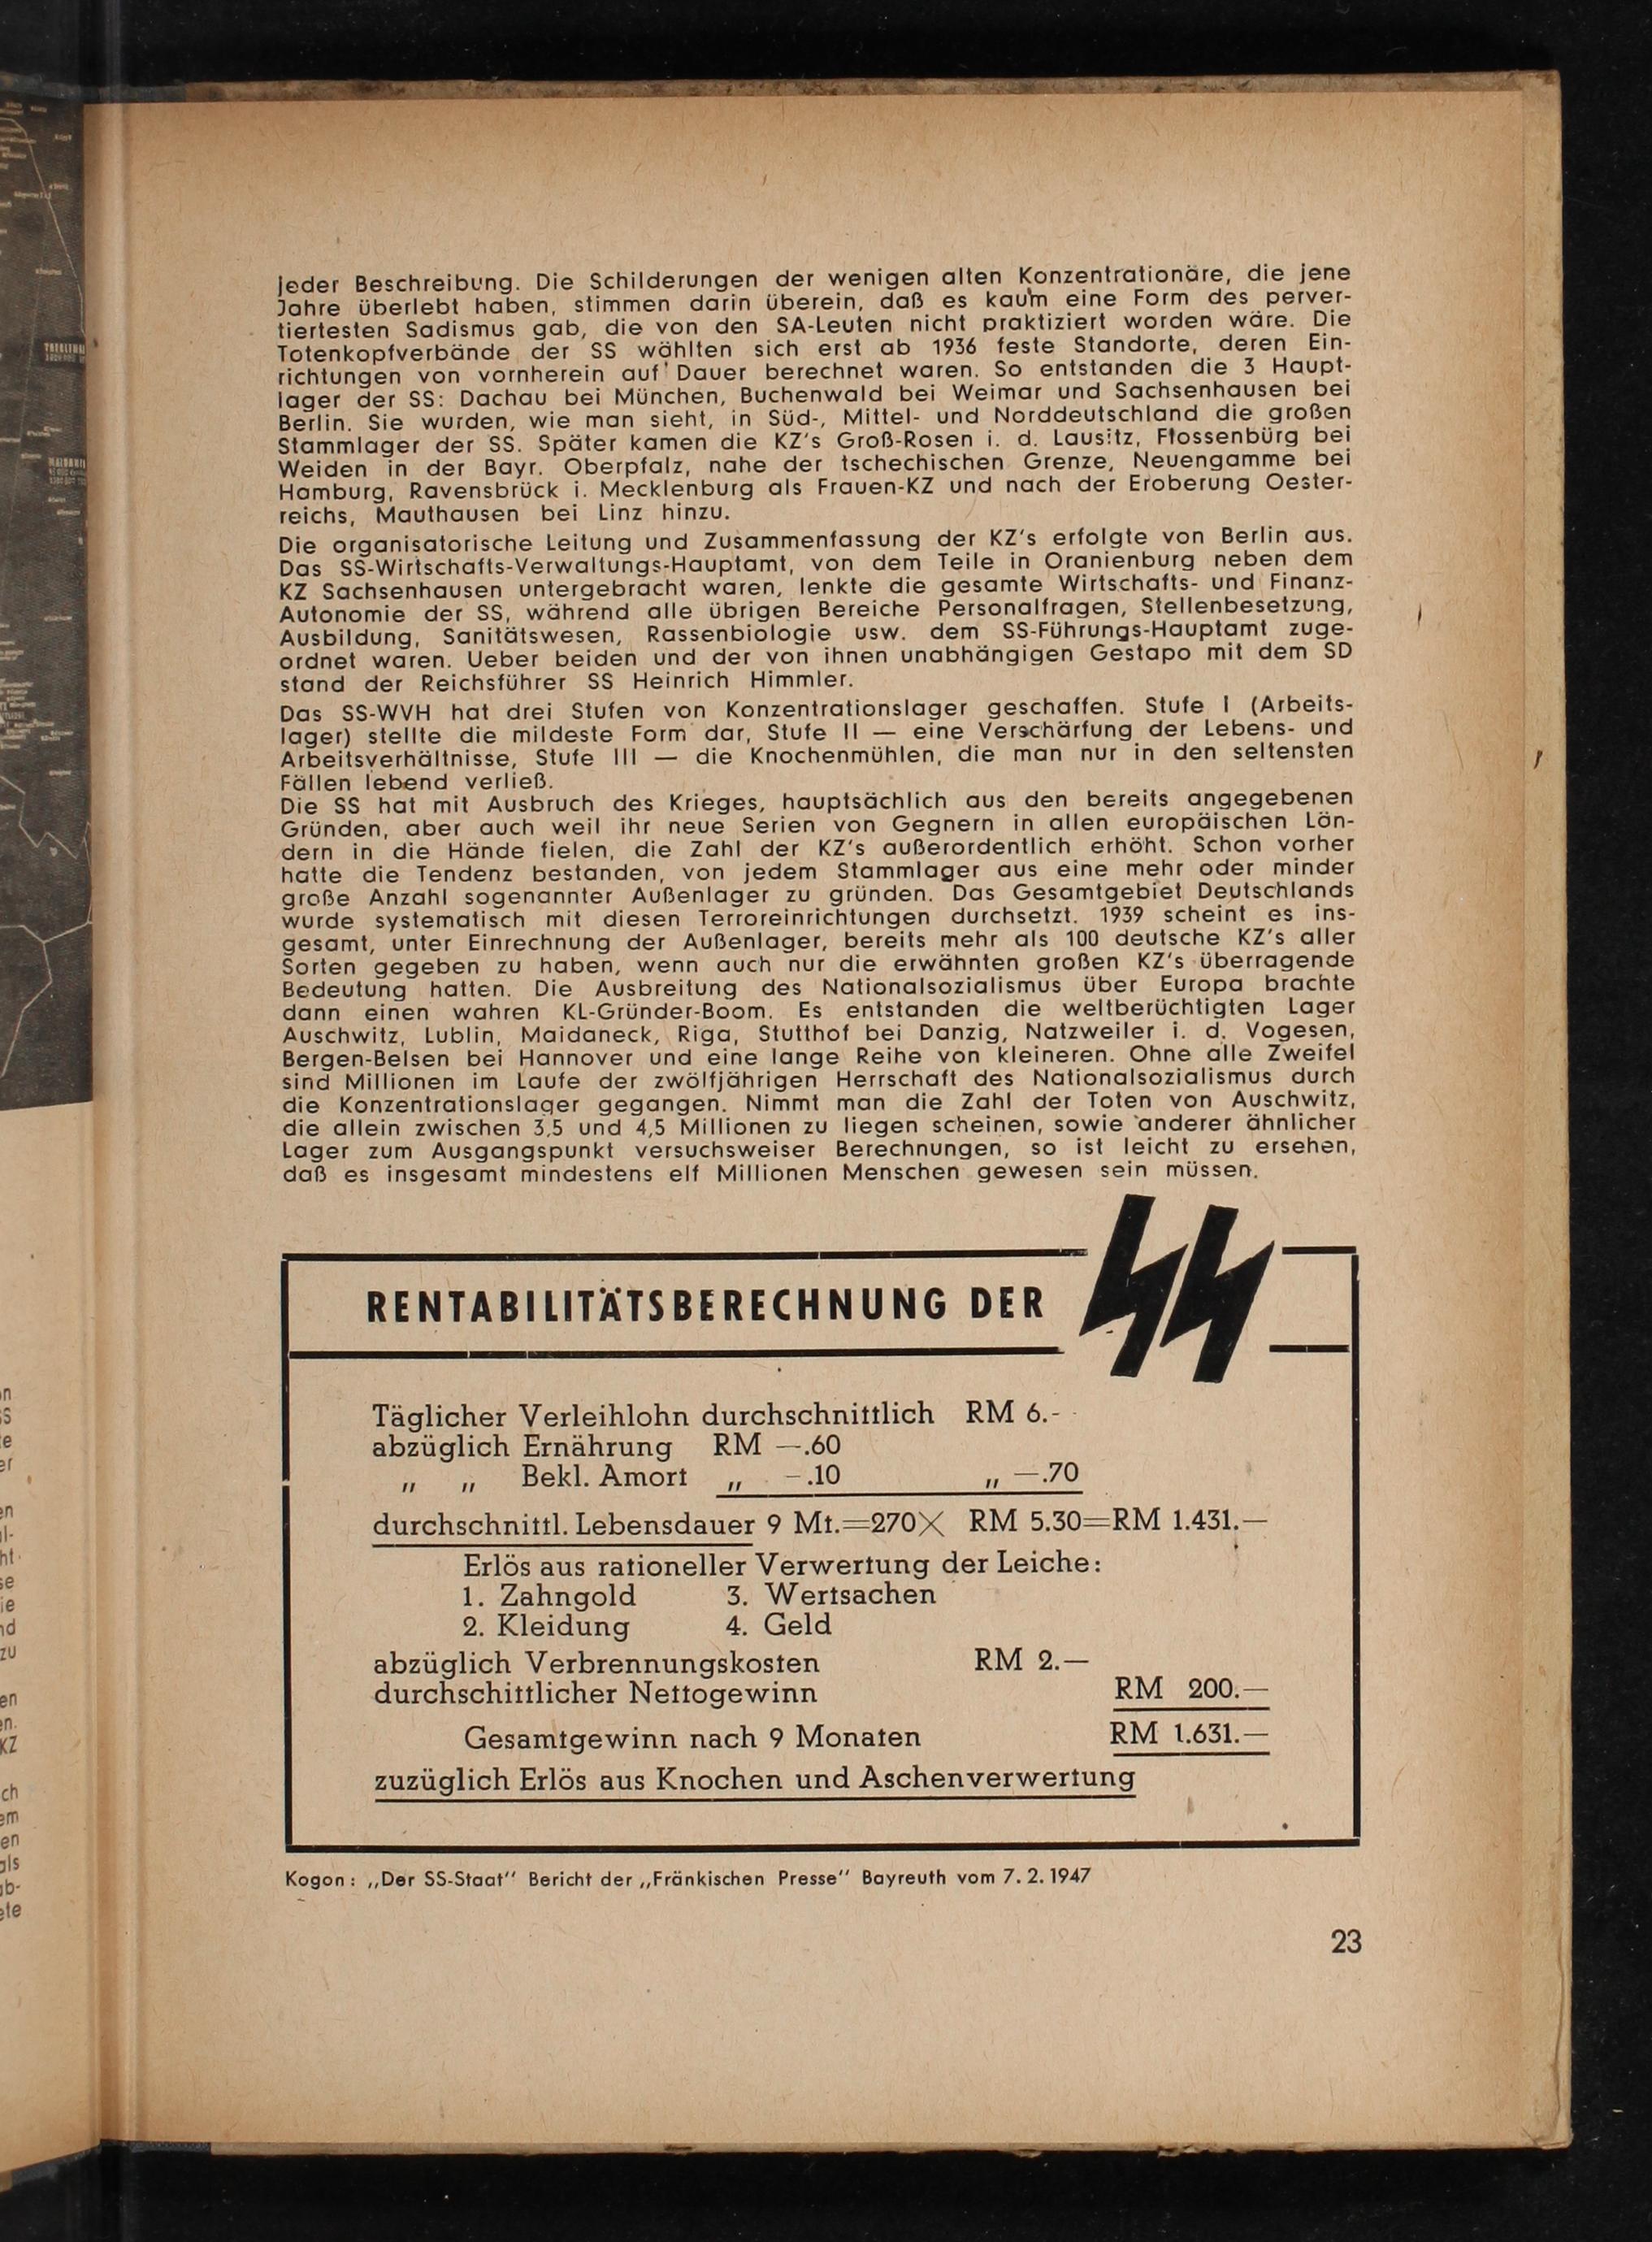 jeder Beschreibung. Die Schilderungen der wenigen alten Konzentrationäre, die jene
Jahre überlebt haben, stimmen darin überein, daß es kaum eine Form des perver-
tiertesten Sadismus gab, die von den SA-Leuten nicht praktiziert worden wäre. Die
Totenkopfverbände der SS wählten sich erst ab 1936 feste Standorte, deren Ein-
richtungen von vornherein auf Dauer berechnet waren. So entstanden die 3 Haupt-
lager der SS: Dachau bei München, Buchenwald bei Weimar und Sachsenhausen bei
Berlin. Sie wurden, wie man sieht, in Süd-, Mittel- und Norddeutschland die großen
Stammlager der SS. Später kamen die KZ's Groß-Rosen i. d. Lausitz, Flossenbürg bei
Weiden in der Bayr. Oberpfalz, nahe der tschechischen Grenze, Neuengamme bei
Hamburg, Ravensbrück i. Mecklenburg als Frauen-KZ und nach der Eroberung Oester-
reichs, Mauthausen bei Linz hinzu.
Die organisatorische Leitung und Zusammenfassung der KZ's erfolgte von Berlin aus.
Das SS-Wirtschafts-Verwaltungs-Hauptamt, von dem Teile in Oranienburg neben dem
KZ Sachsenhausen untergebracht waren, lenkte die gesamte Wirtschafts- und Finanz-
Autonomie der SS, während alle übrigen Bereiche Personalfragen, Stellenbesetzung,
Ausbildung, Sanitätswesen, Rassenbiologie usw. dem SS-Führungs-Hauptamt zuge-
ordnet waren. Ueber beiden und der von ihnen unabhängigen Gestapo mit dem SD
stand der Reichsführer SS Heinrich Himmler.
Das SS-WVH hat drei Stufen von Konzentrationslager geschaffen. Stufe I (Arbeits-
lager) stellte die mildeste Form dar, Stufe II — eine Verschärfung der Lebens- und
Arbeitsverhältnisse, Stufe III — die Knochenmühlen, die man nur in den seltensten
Fällen lebend verließ.
Die SS hat mit Ausbruch des Krieges, hauptsächlich aus den bereits angegebenen
Gründen, aber auch weil ihr neue Serien von Gegnern in allen europäischen Län-
dern in die Hände fielen, die Zahl der KZ's außerordentlich erhöht. Schon vorher
hatte die Tendenz bestanden, von jedem Stammlager aus eine mehr oder minder
große Anzahl sogenannter Außenlager zu gründen. Das Gesamtgebiet Deutschlands
wurde systematisch mit diesen Terroreinrichtungen durchsetzt. 1939 scheint es ins-
gesamt, unter Einrechnung der Außenlager, bereits mehr als 100 deutsche KZ's aller
Sorten gegeben zu haben, wenn auch nur die erwähnten großen KZ's überragende
Bedeutung hatten. Die Ausbreitung des Nationalsozialismus über Europa brachte
dann einen wahren KL-Gründer-Boom. Es entstanden die weltberüchtigten Lager
Auschwitz, Lublin, Maidaneck, Riga, Stutthof bei Danzig, Natzweiler i. d. Vogesen,
Bergen-Belsen bei Hannover und eine lange Reihe von kleineren. Ohne alle Zweifel
sind Millionen im Laufe der zwölfjährigen Herrschaft des Nationalsozialismus durch
die Konzentrationslager gegangen. Nimmt man die Zahl der Toten von Auschwitz,
die allein zwischen 3,5 und 4,5 Millionen zu liegen scheinen, sowie anderer ähnlicher
Lager zum Ausgangspunkt versuchsweiser Berechnungen, so ist leicht zu ersehen,
daß es insgesamt mindestens elf Millionen Menschen gewesen sein müssen.
RENTABILITÄTSBERECHNUNG DER SS
Täglicher Verleihlohn durchschnittlich RM 6.-
abzüglich Ernährung RM —.60
„ „ Bekl. Amort „ —.10 „ —.70
durchschnittl. Lebensdauer 9 Mt.=270× RM 5.30=RM 1.431.—
Erlös aus rationeller Verwertung der Leiche:
1. Zahngold 3. Wertsachen
2. Kleidung 4. Geld
abzüglich Verbrennungskosten RM 2.—
durchschittlicher Nettogewinn RM 200.—
Gesamtgewinn nach 9 Monaten RM 1.631.—
zuzüglich Erlös aus Knochen und Aschenverwertung
Kogon: „Der SS-Staat“ Bericht der „Fränkischen Presse“ Bayreuth vom 7. 2. 1947
23